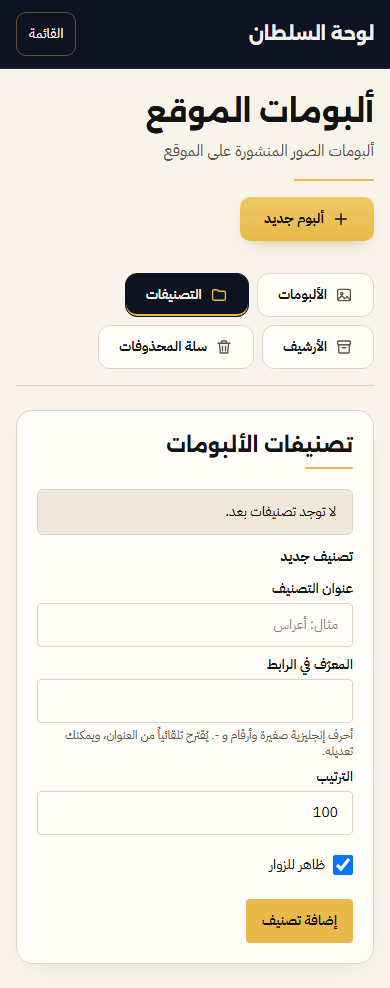 لوحة السلطان
القائمة
ألبومات الموقع
ألبومات الصور المنشورة على الموقع
ألبوم جديد
الألبومات
التصنيفات
الأرشيف
سلة المحذوفات
تصنيفات الألبومات
لا توجد تصنيفات بعد.
تصنيف جديد
عنوان التصنيف
مثال: أعراس
المعرّف في الرابط
أحرف إنجليزية صغيرة وأرقام و -. يُقترح تلقائياً من العنوان، ويمكنك
تعديله.
الترتيب
100
ظاهر للزوار
إضافة تصنيف